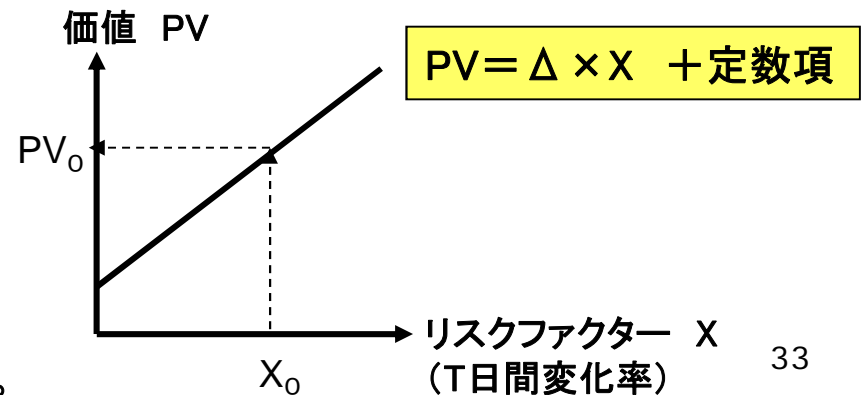 価値 PV
PV=Δ×X +定数項
PV₀
リスクファクター X
(T日間変化率)
X₀
33
。